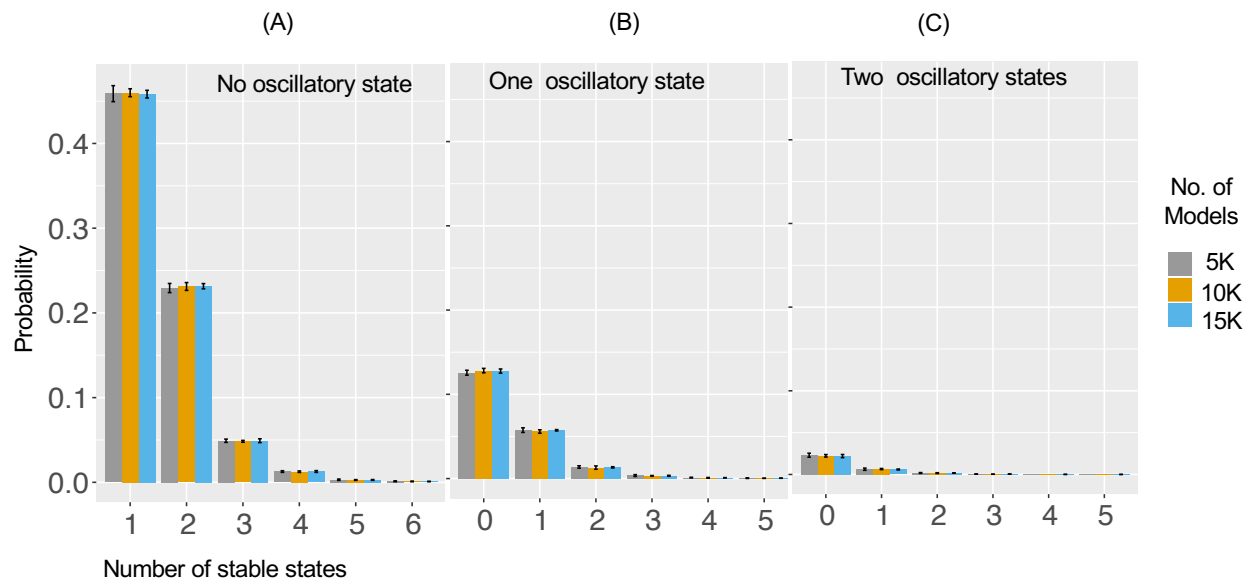 (A)
(B)
(C)
No oscillatory state
One oscillatory state
Two oscillatory states
0.4
0.3
0.2
0.1
0.0
Probability
1 2 3 4 5 6
0 1 2 3 4 5
0 1 2 3 4 5
Number of stable states
No. of
Models
5K
10K
15K